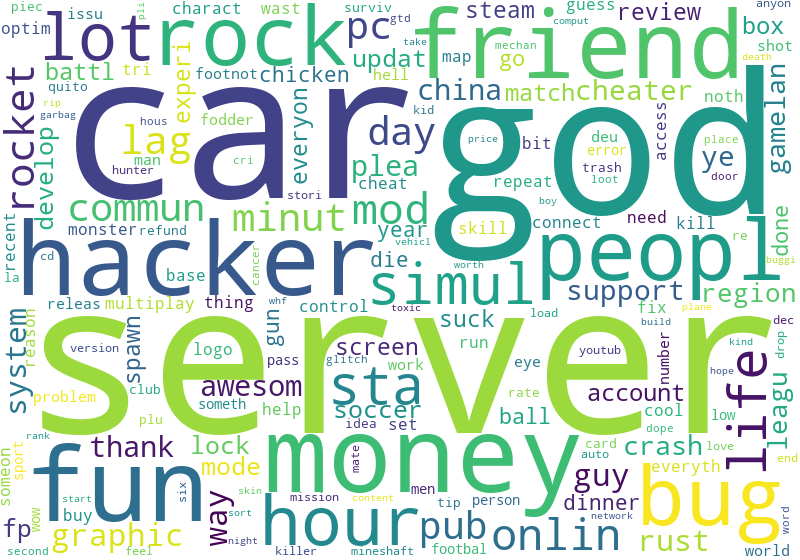 piec
issu
charact
wast
steam
genus
guess
review
box
anyon
pli
gtd
comput
optim
lot
rock
pc
friend
shot
battl
tri
experi
footnot
chicken
updat
mechan
take
map
go
death
quito
rip
garbag
hell
china
match
cheater
noth
hous
car
god
gamelan
rocket
develop
lag
fodder
everyon
day
kid
price
bit
deu
error
access
place
ye
man
cri
plea
cheat
hunter
stori
repeat
trash
loot
door
commun
minut
mod
boy
skill
connect
need
kill
re
done
recent
monster
refund
year
vehicl
cd
hacker
die
peopl
buggi
la
base
cancer
simul
worth
support
region
releas
multiplay
thing
whf
control
toxic
load
fix
plane
dec
reason
system
spawn
version
logo
gun
pass
screen
glitch
suck
run
build
youtub
number
kind
drop
server
problem
club
awesom
work
eye
hope
sta
rate
account
cool
low
leagu
plu
someth
help
soccer
ball
dope
life
rank
thank
lock
idea
set
card
crash
love
fun
money
guy
auto
everyth
end
someon
sport
mode
mate
men
wow
start
six
skin
mission
content
tip
person
dinner
bug
fp
buy
way
sort
hour
pub
onlin
network
rust
word
graphic
second
feel
night
killer
mineshaft
footbal
world